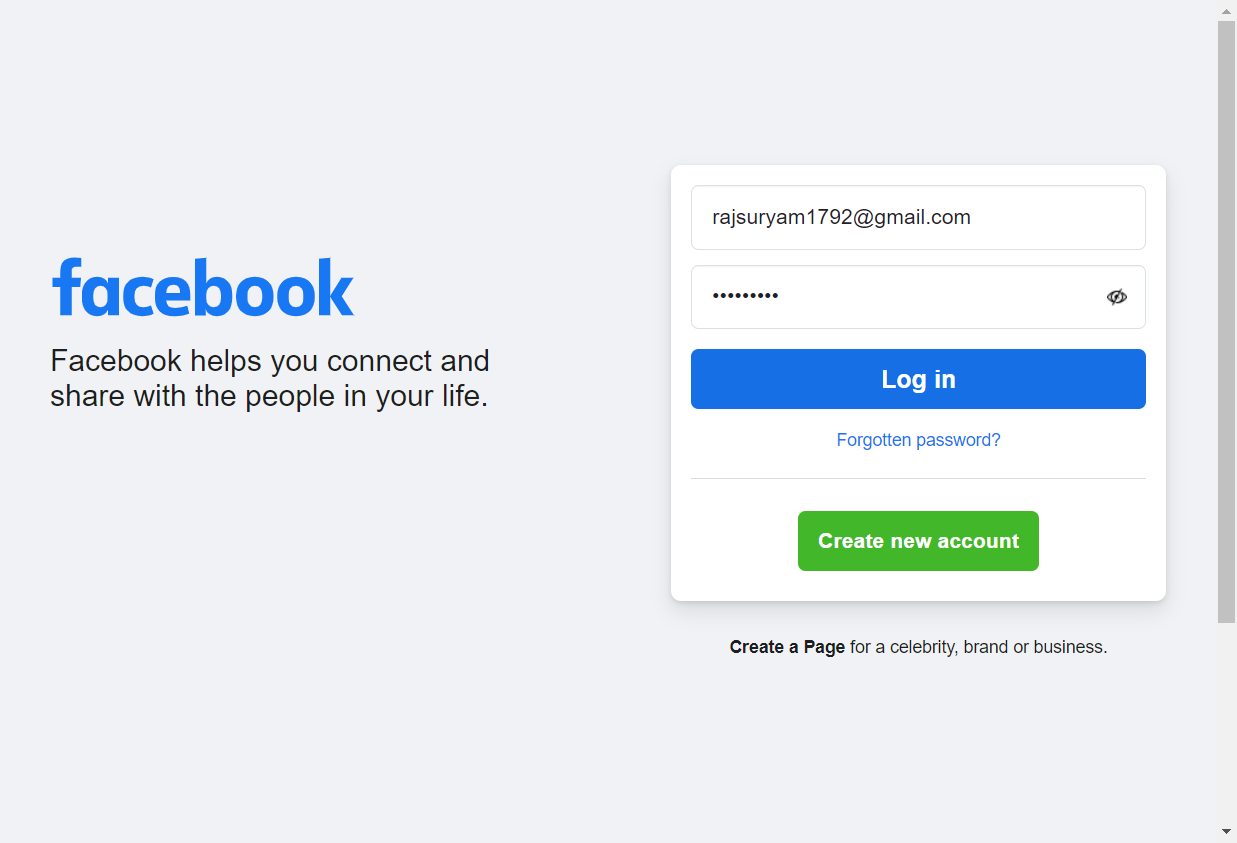 facebook
Facebook helps you connect and
share with the people in your life.
rajsuryam1792@gmail.com
•••••••••
Log in
Forgotten password?
Create new account
Create a Page for a celebrity, brand or business.